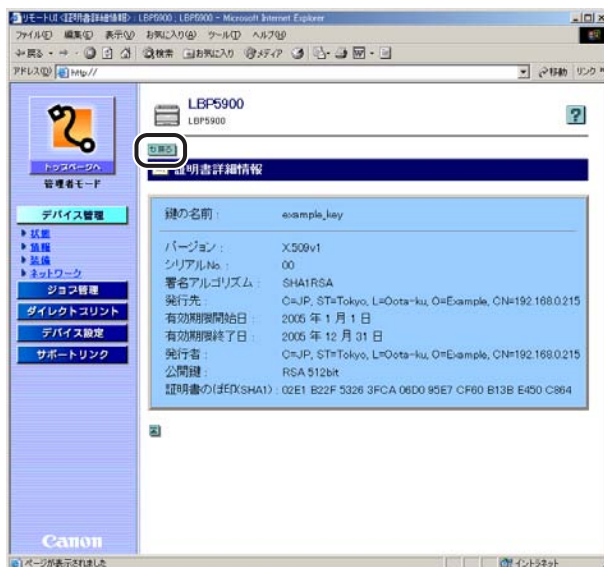 リモートUI <証明書詳細情報> : LBP5900 ; LBP5900 - Microsoft Internet Explorer
ファイル(F) 編集(E) 表示(V) お気に入り(A) ツール(T) ヘルプ(H)
戻る 検索 お気に入り メディア
アドレス(D) http:// 移動 リンク
LBP5900
LBP5900
戻る
トップページへ
管理者モード
証明書詳細情報
デバイス管理
状態
情報
装備
ネットワーク
ジョブ管理
ダイレクトプリント
デバイス設定
サポートリンク
鍵の名前 : example_key
バージョン : X.509v1
シリアルNo. : 00
署名アルゴリズム : SHA1RSA
発行先 : C=JP, ST=Tokyo, L=Oota-ku, O=Example, CN=192.168.0.215
有効期限開始日 : 2005 年 1 月 1 日
有効期限終了日 : 2005 年 12 月 31 日
発行者 : C=JP, ST=Tokyo, L=Oota-ku, O=Example, CN=192.168.0.215
公開鍵 : RSA 512bit
証明書の拇印(SHA1) : 02E1 B22F 5326 3FCA 06D0 95E7 CF60 B13B E450 C864
Canon
ページが表示されました イントラネット